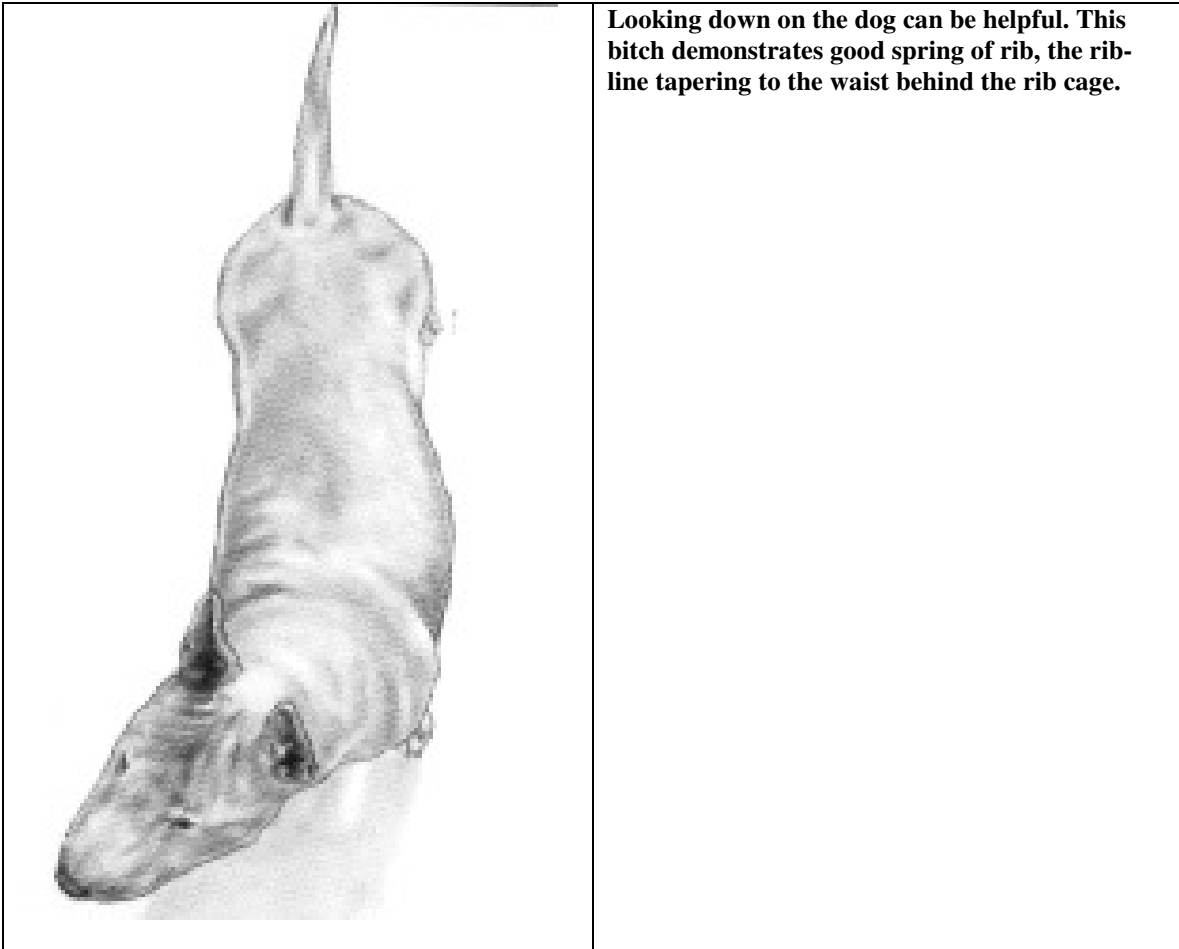 Looking down on the dog can be helpful. This
bitch demonstrates good spring of rib, the rib-
line tapering to the waist behind the rib cage.